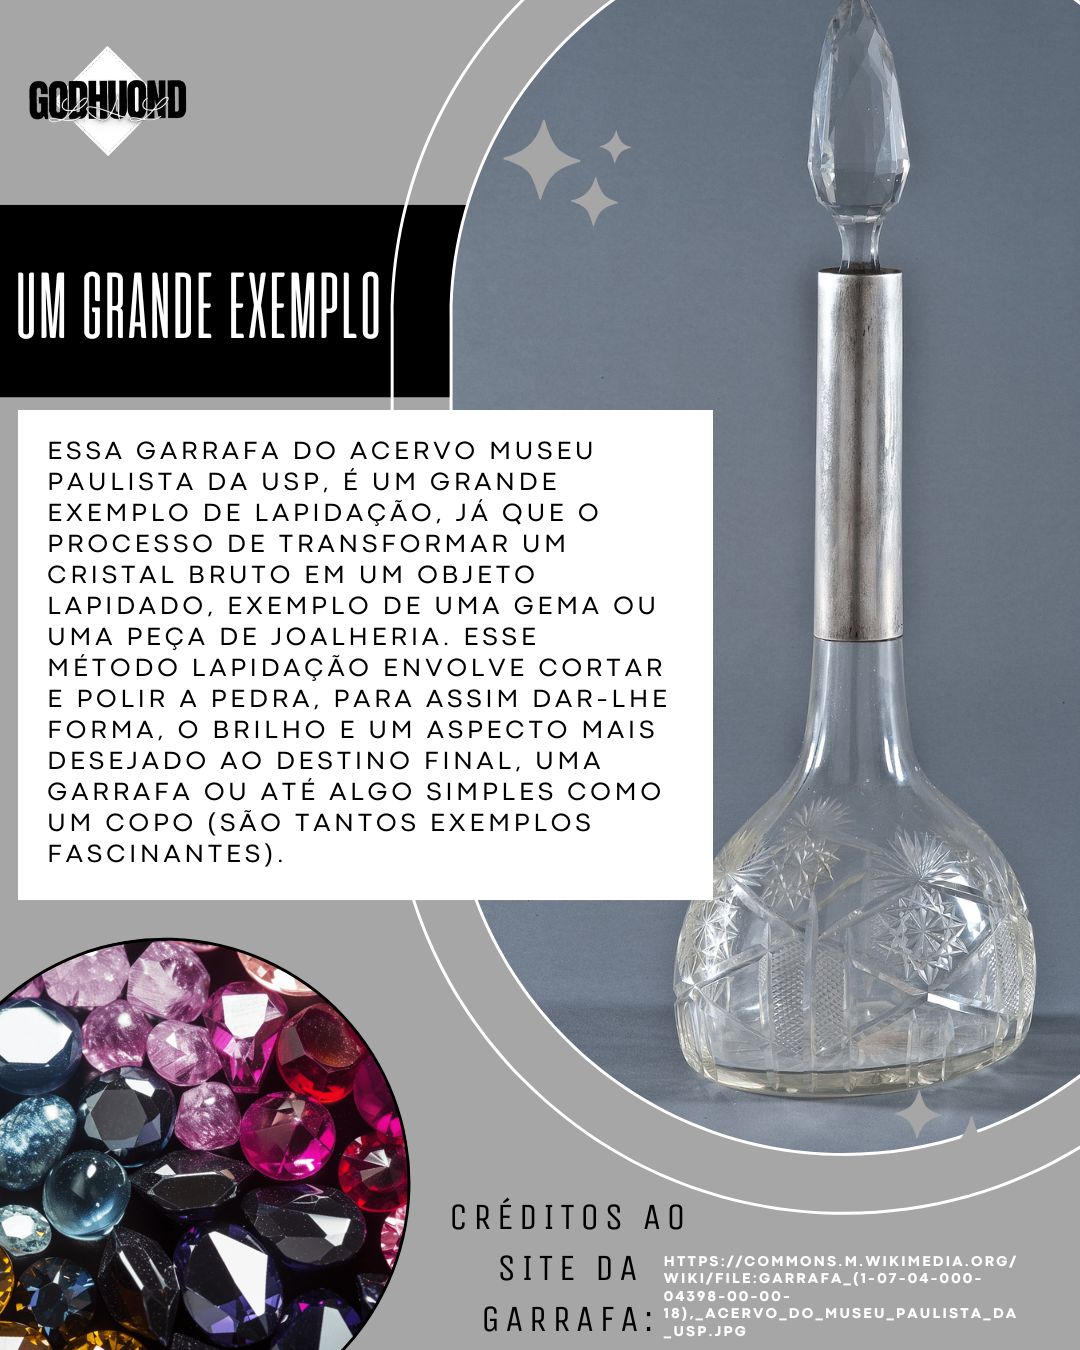 GODHUOND
UM GRANDE EXEMPLO
ESSA GARRAFA DO ACERVO MUSEU
PAULISTA DA USP, É UM GRANDE
EXEMPLO DE LAPIDAÇÃO, JÁ QUE O
PROCESSO DE TRANSFORMAR UM
CRISTAL BRUTO EM UM OBJETO
LAPIDADO, EXEMPLO DE UMA GEMA OU
UMA PEÇA DE JOALHERIA. ESSE
MÉTODO LAPIDAÇÃO ENVOLVE CORTAR
E POLIR A PEDRA, PARA ASSIM DAR-LHE
FORMA, O BRILHO E UM ASPECTO MAIS
DESEJADO AO DESTINO FINAL, UMA
GARRAFA OU ATÉ ALGO SIMPLES COMO
UM COPO (SÃO TANTOS EXEMPLOS
FASCINANTES).
CRÉDITOS AO
SITE DA
GARRAFA:
HTTPS://COMMONS.M.WIKIMEDIA.ORG/
WIKI/FILE:GARRAFA_(1-07-04-000-
04398-00-00-
18),_ACERVO_DO_MUSEU_PAULISTA_DA
_USP.JPG